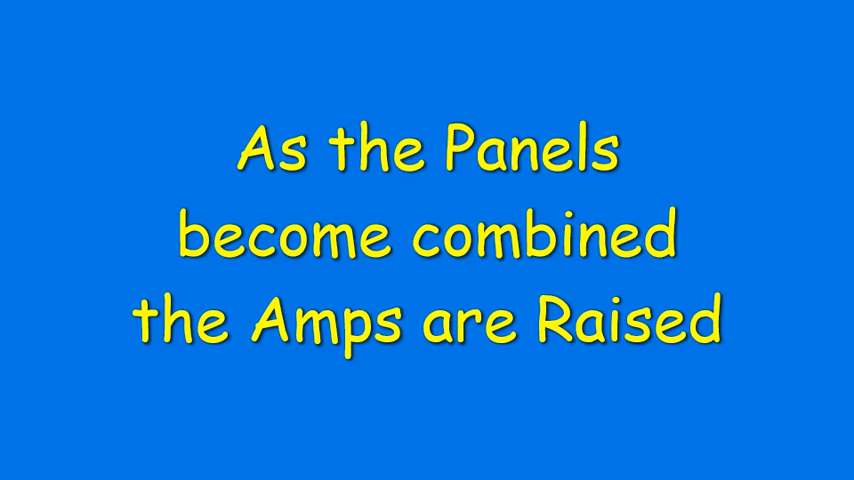 As the Panels
become combined
the Amps are Raised